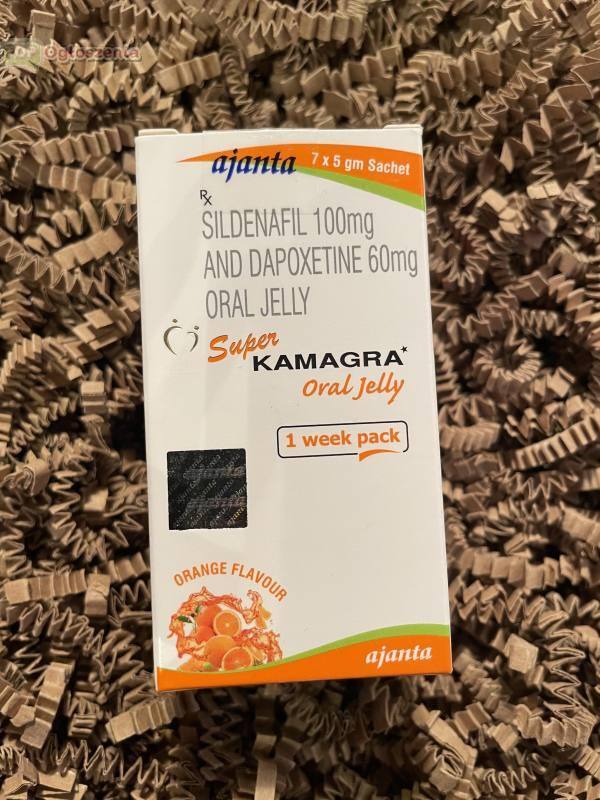 Ogłoszenia
ajanta
7 x 5 gm Sachet
Rx
SILDENAFIL 100mg
AND DAPOXETINE 60mg
ORAL JELLY
Super
KAMAGRA*
Oral Jelly
1 week pack
ajanta
ORANGE FLAVOUR
ajanta